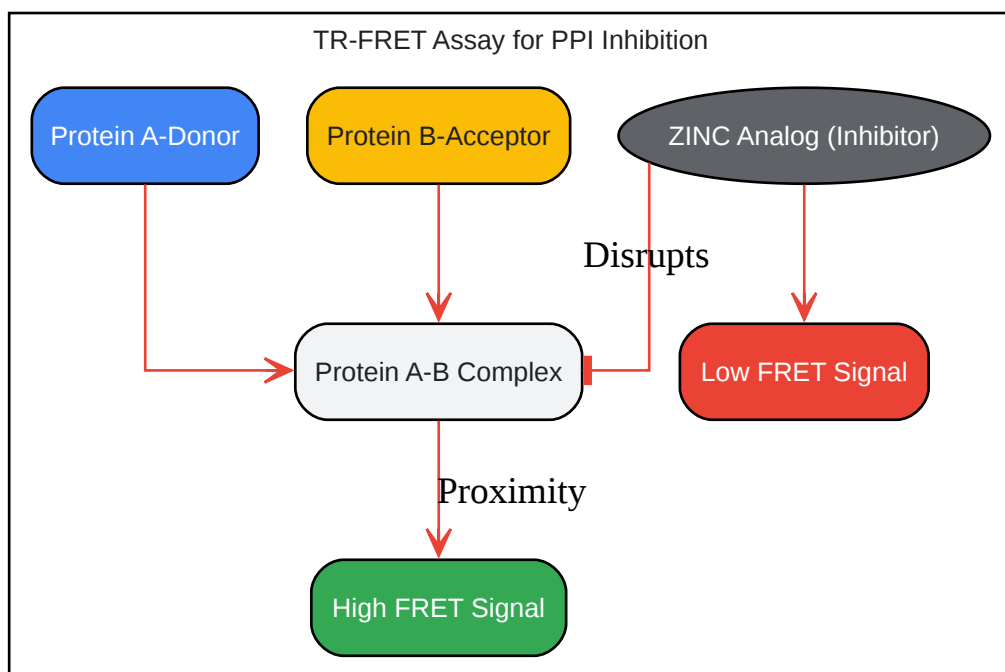 TR-FRET Assay for PPI Inhibition
Protein A-Donor
Protein B-Acceptor
ZINC Analog (Inhibitor)
Disrupts
Protein A-B Complex
Low FRET Signal
Proximity
High FRET Signal